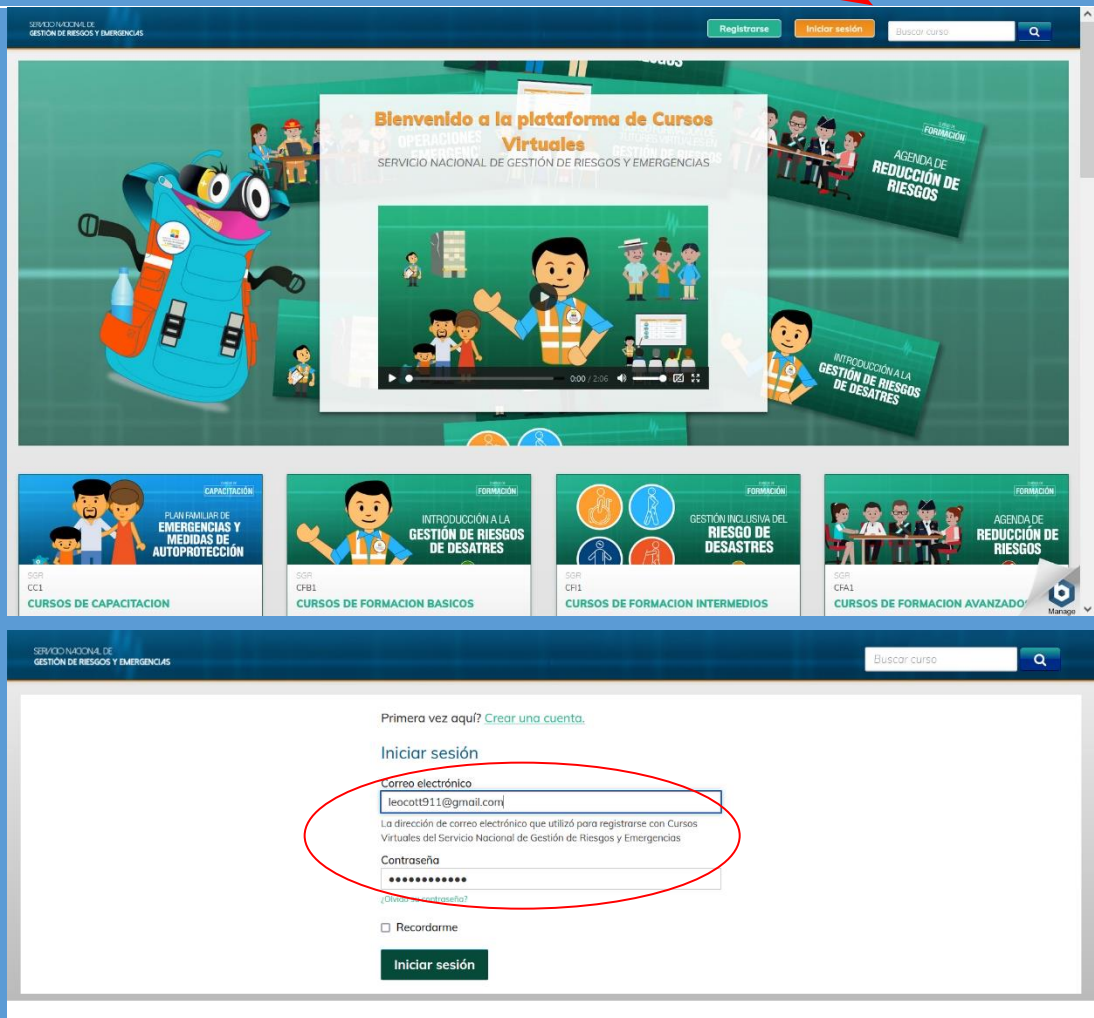 SERVICIO NACIONAL DE
GESTIÓN DE RIESGOS Y EMERGENCIAS
Registrarse
Iniciar sesión
Buscar curso
Bienvenido a la plataforma de Cursos
Virtuales
SERVICIO NACIONAL DE GESTIÓN DE RIESGOS Y EMERGENCIAS
OPERACIONES
FORMACIÓN
AGENDA DE
REDUCCIÓN DE
RIESGOS
0:00 / 2:06
INTRODUCCIÓN A LA
GESTIÓN DE RIESGOS
DE DESATRES
CAPACITACIÓN
PLAN FAMILIAR DE
EMERGENCIAS Y
MEDIDAS DE
AUTOPROTECCIÓN
SGR
CC1
CURSOS DE CAPACITACION
FORMACIÓN
INTRODUCCIÓN A LA
GESTIÓN DE RIESGOS
DE DESATRES
SGR
CFB1
CURSOS DE FORMACION BASICOS
FORMACIÓN
GESTIÓN INCLUSIVA DEL
RIESGO DE
DESASTRES
SGR
CFI1
CURSOS DE FORMACION INTERMEDIOS
FORMACIÓN
AGENDA DE
REDUCCIÓN DE
RIESGOS
SGR
CFA1
CURSOS DE FORMACION AVANZADO
Manage
SERVICIO NACIONAL DE
GESTIÓN DE RIESGOS Y EMERGENCIAS
Buscar curso
Primera vez aquí? Crear una cuenta.
Iniciar sesión
Correo electrónico
leocott911@gmail.com
La dirección de correo electrónico que utilizó para registrarse con Cursos
Virtuales del Servicio Nacional de Gestión de Riesgos y Emergencias
Contraseña
••••••••••••
¿Olvidó su contraseña?
Recordarme
Iniciar sesión